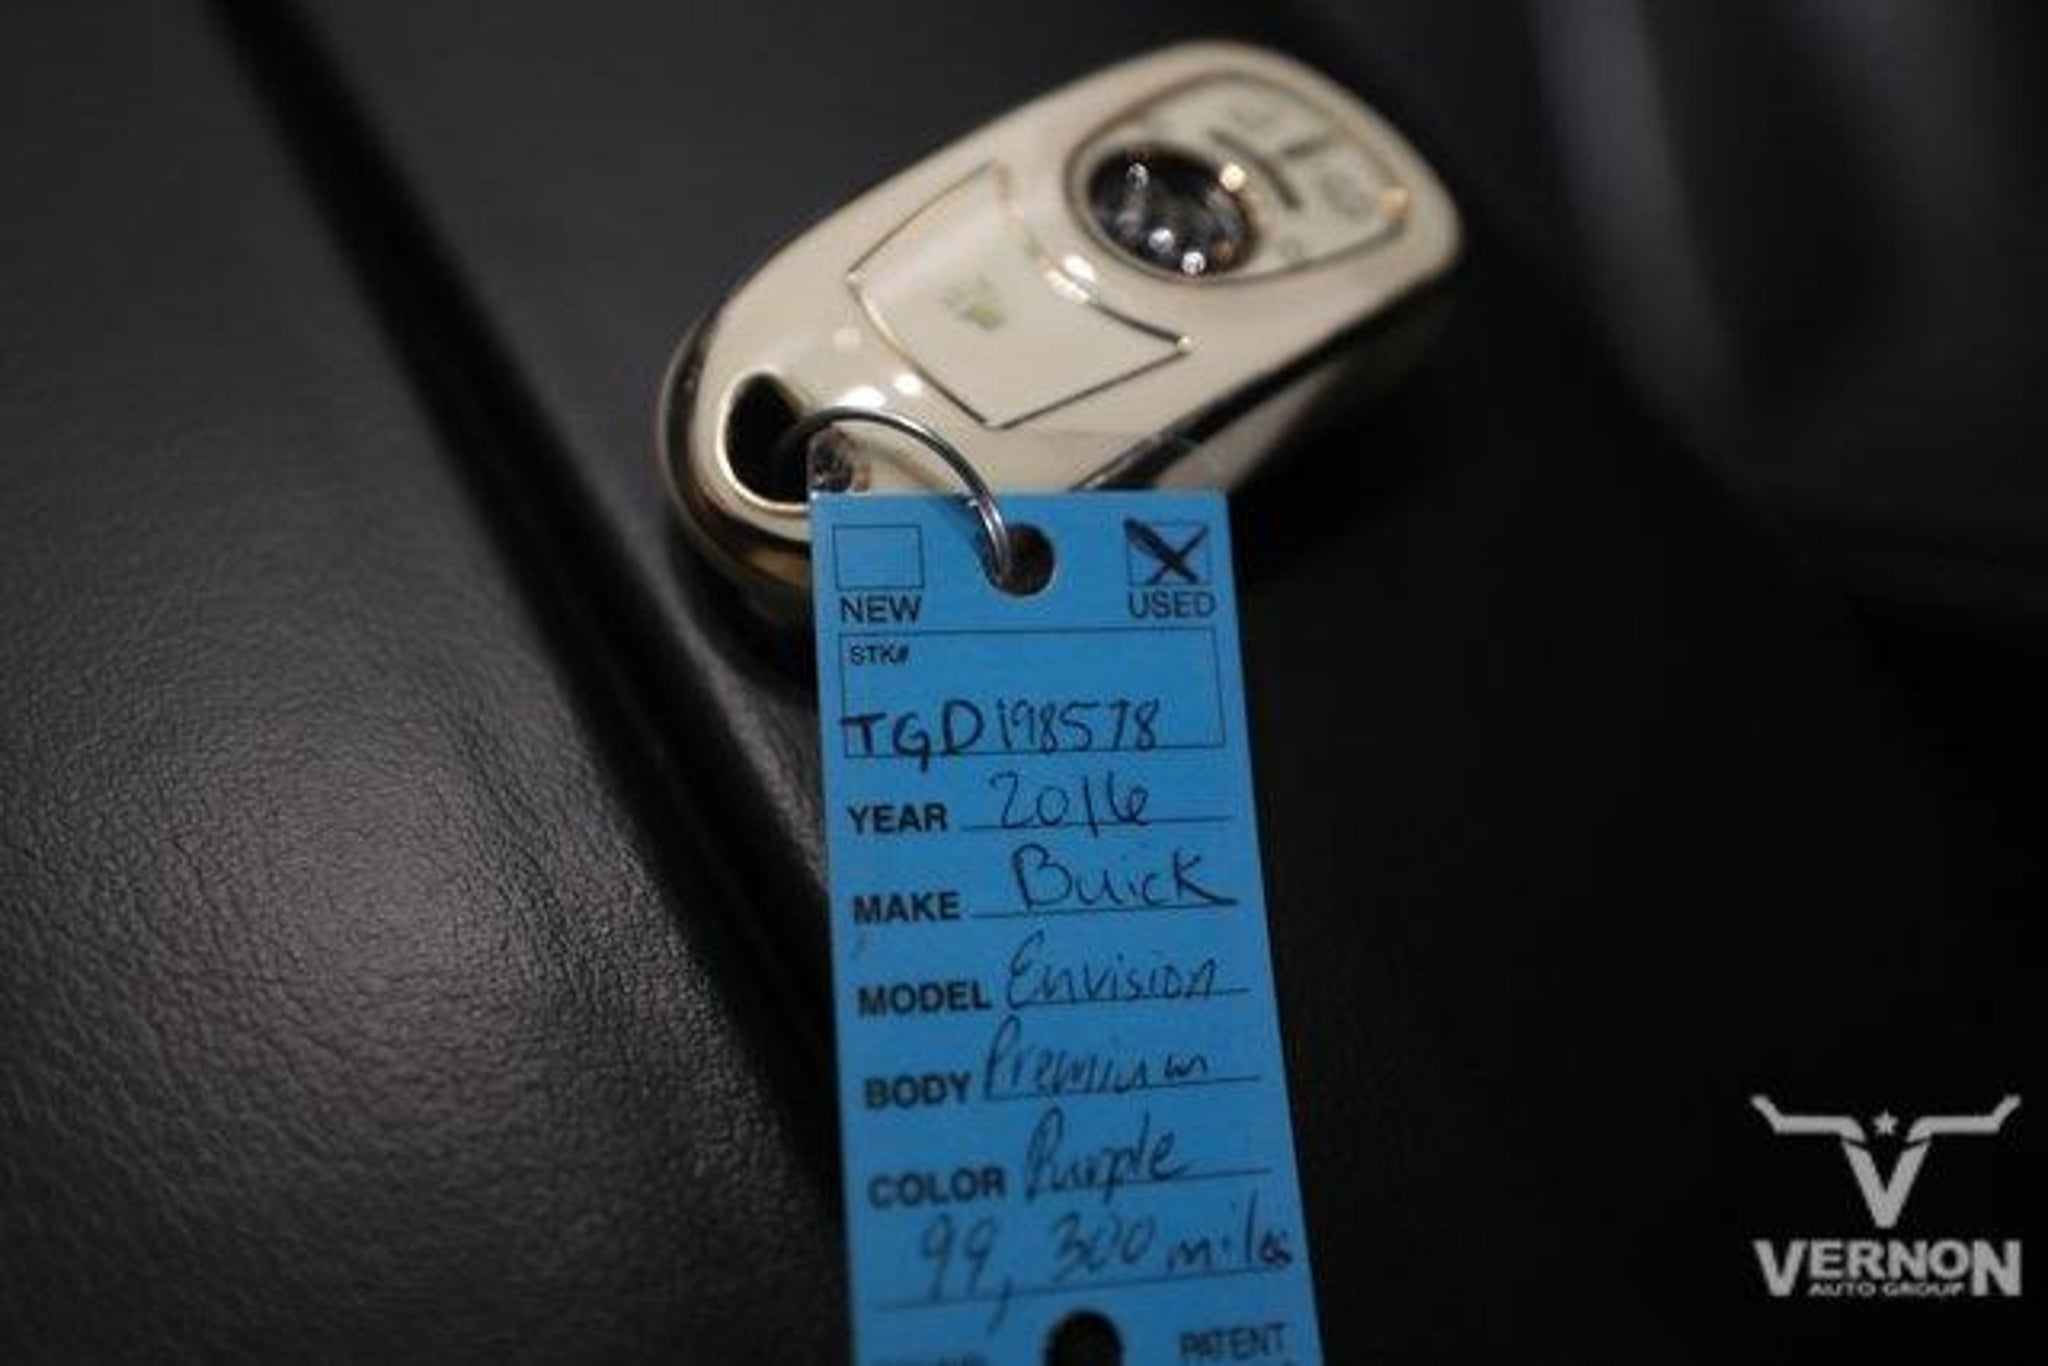 NEW USED
STK#
TGD198578
YEAR 2016
MAKE Buick
MODEL Envision
BODY Premium
COLOR Purple
99,300 miles
PATENT
VERNON
AUTO GROUP